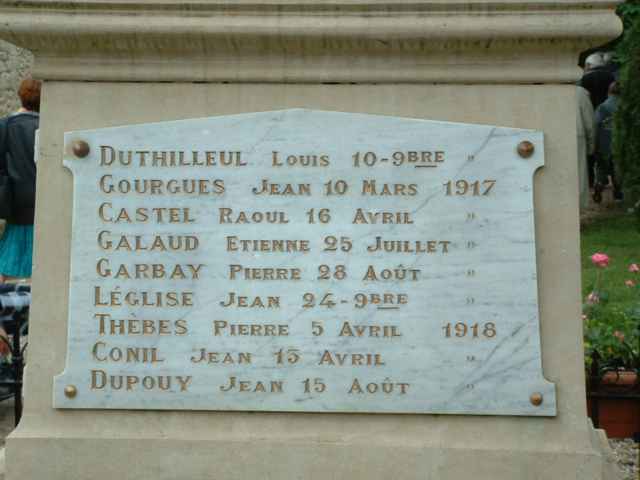 DUTHILLEUL LOUIS 10-9BRE "
GOURGUES JEAN 10 MARS 1917
CASTEL RAOUL 16 AVRIL "
GALAUD ETIENNE 25 JUILLET "
GARBAY PIERRE 28 AOÛT "
LÉGLISE JEAN 24-9BRE "
THÈBES PIERRE 5 AVRIL 1918
CONIL JEAN 15 AVRIL "
DUPOUY JEAN 15 AOÛT "